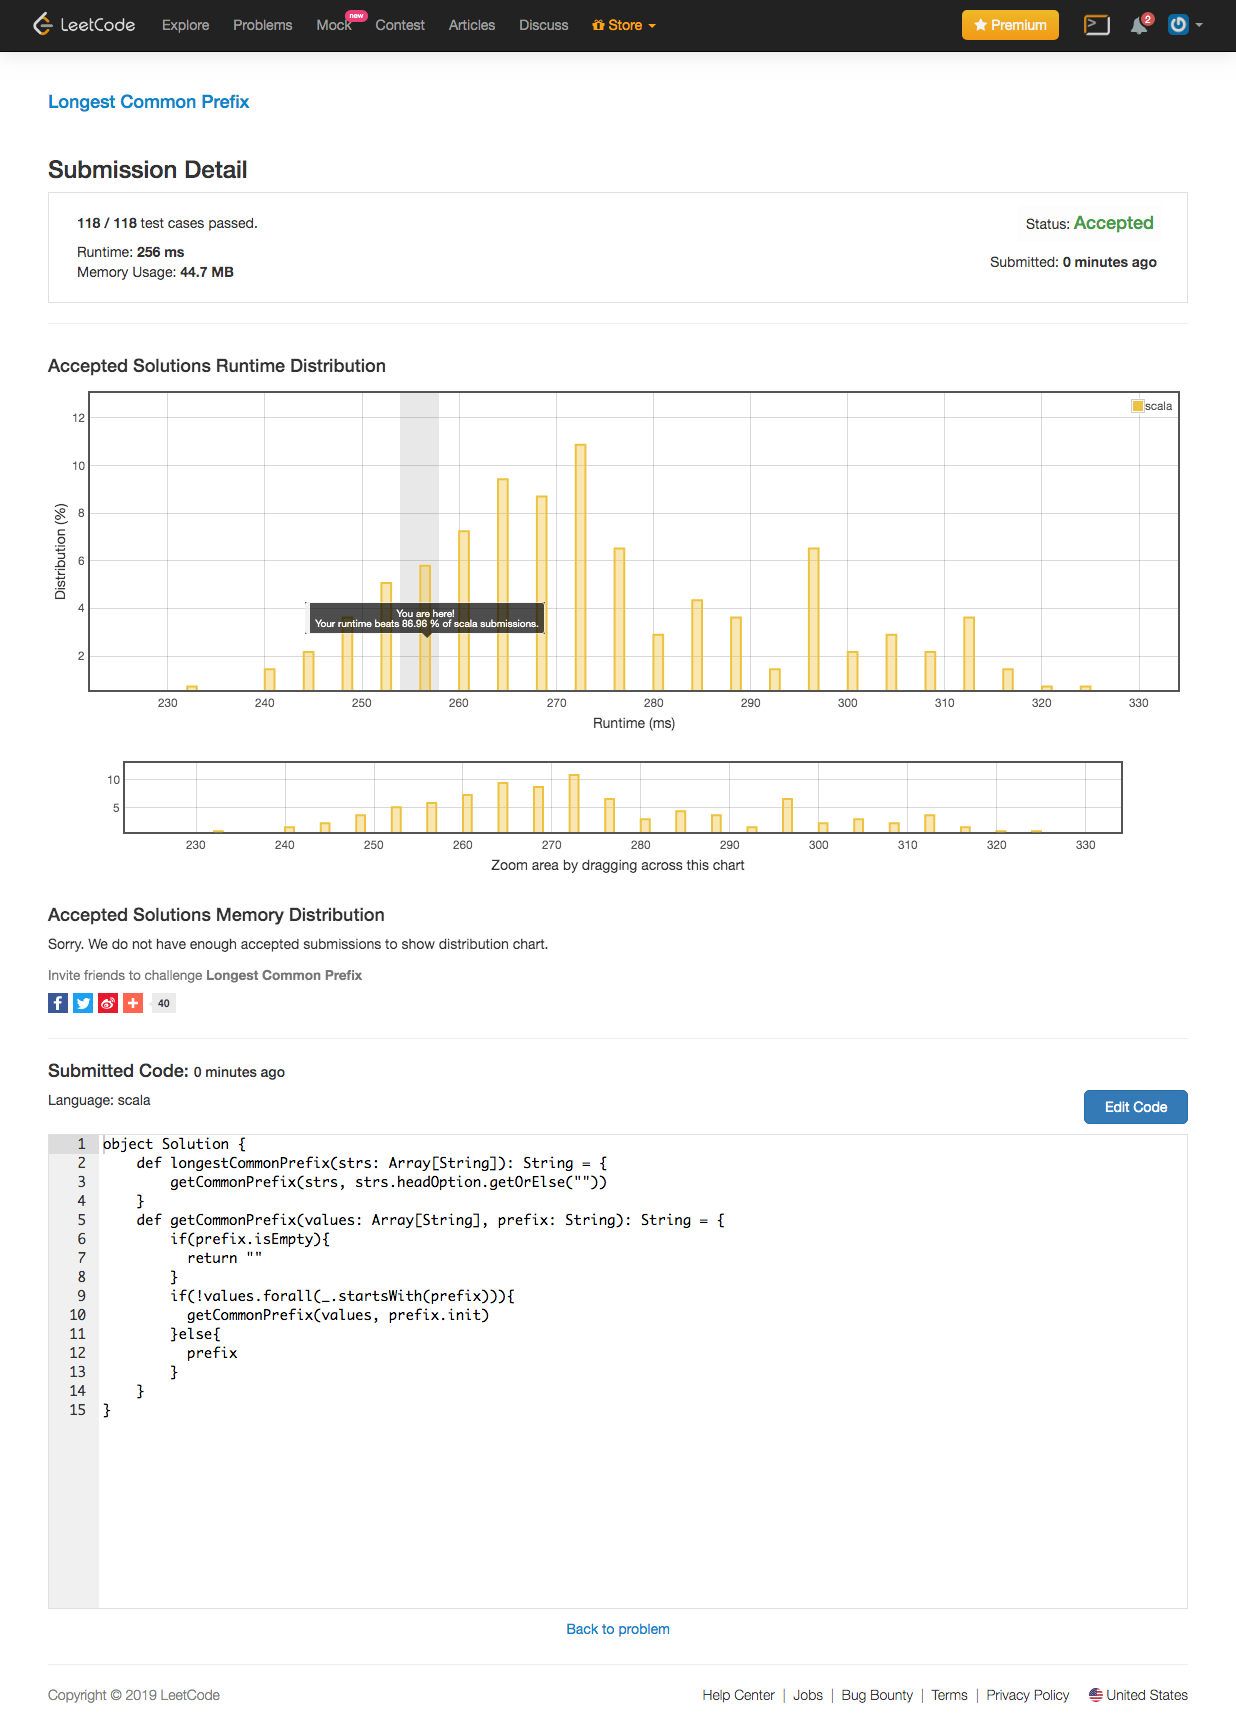 LeetCode Explore Problems Mock new Contest Articles Discuss Store Premium 2
Longest Common Prefix
Submission Detail
118 / 118 test cases passed.
Status: Accepted
Runtime: 256 ms
Submitted: 0 minutes ago
Memory Usage: 44.7 MB
Accepted Solutions Runtime Distribution
scala
12
10
8
6
4
2
Distribution (%)
You are here!
Your runtime beats 86.96 % of scala submissions.
230 240 250 260 270 280 290 300 310 320 330
Runtime (ms)
10
5
230 240 250 260 270 280 290 300 310 320 330
Zoom area by dragging across this chart
Accepted Solutions Memory Distribution
Sorry. We do not have enough accepted submissions to show distribution chart.
Invite friends to challenge Longest Common Prefix
40
Submitted Code: 0 minutes ago
Language: scala
Edit Code
1 object Solution {
2     def longestCommonPrefix(strs: Array[String]): String = {
3         getCommonPrefix(strs, strs.headOption.getOrElse(""))
4     }
5     def getCommonPrefix(values: Array[String], prefix: String): String = {
6         if(prefix.isEmpty){
7           return ""
8         }
9         if(!values.forall(_.startsWith(prefix))){
10           getCommonPrefix(values, prefix.init)
11         }else{
12           prefix
13         }
14     }
15 }
Back to problem
Copyright © 2019 LeetCode
Help Center | Jobs | Bug Bounty | Terms | Privacy Policy United States